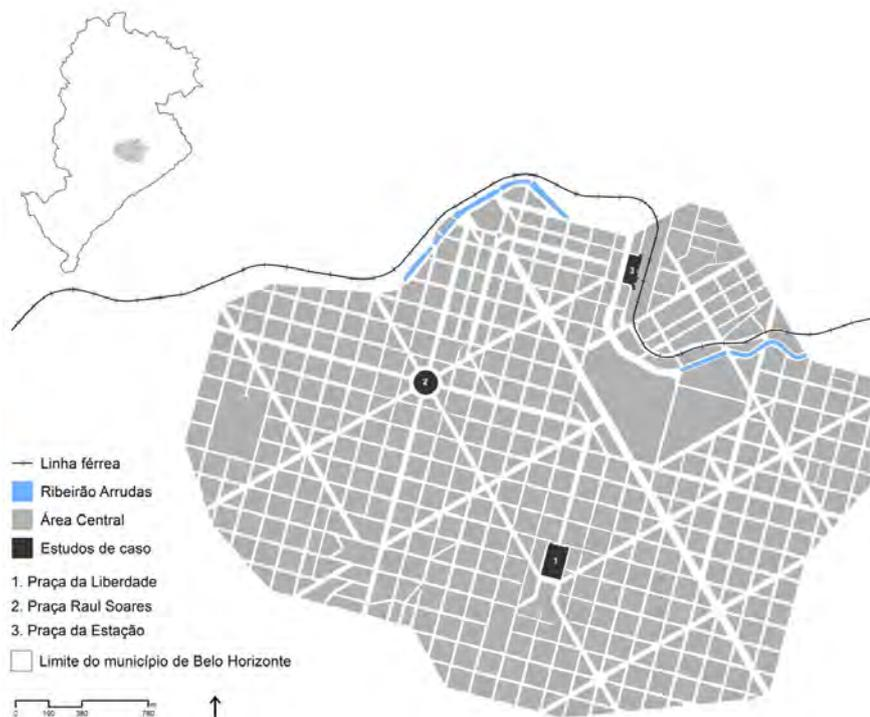 3
2
1
Linha férrea
Ribeirão Arrudas
Área Central
Estudos de caso
1. Praça da Liberdade
2. Praça Raul Soares
3. Praça da Estação
Limite do município de Belo Horizonte
0 190 380 760